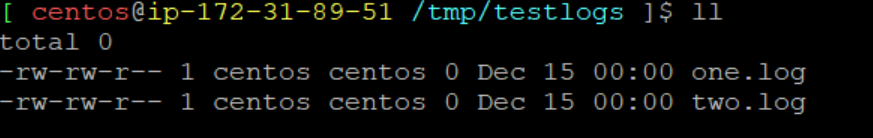 [ centos@ip-172-31-89-51 /tmp/testlogs ]$ ll
total 0
-rw-rw-r-- 1 centos centos 0 Dec 15 00:00 one.log
-rw-rw-r-- 1 centos centos 0 Dec 15 00:00 two.log